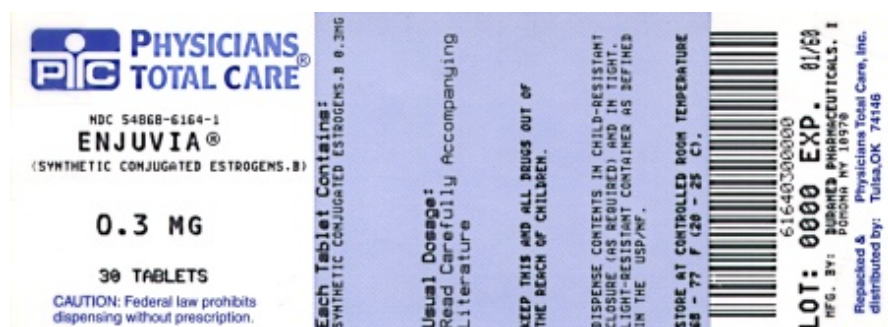 PTC
PHYSICIANS
TOTAL CARE®
NDC 54868-6164-1
ENJUVIA®
(SYNTHETIC CONJUGATED ESTROGENS.B)
0.3 MG
30 TABLETS
CAUTION: Federal law prohibits
dispensing without prescription.
Each Tablet Contains:
SYNTHETIC CONJUGATED ESTROGENS.B 0.3MG
Usual Dosage:
Read Carefully Accompanying
Literature
KEEP THIS AND ALL DRUGS OUT OF
THE REACH OF CHILDREN.
DISPENSE CONTENTS IN CHILD-RESISTANT
CLOSURE (AS REQUIRED) AND IN TIGHT.
LIGHT-RESISTANT CONTAINER AS DEFINED
IN THE USP/NF.
STORE AT CONTROLLED ROOM TEMPERATURE
68 - 77 F (20 - 25 C).
61640300000
LOT: 0000 EXP. 01/60
MFG. BY: DURAMED PHARMACEUTICALS. I
POMONA NY 10970
Repacked & Physicians Total Care, Inc.
distributed by: Tulsa,OK 74146